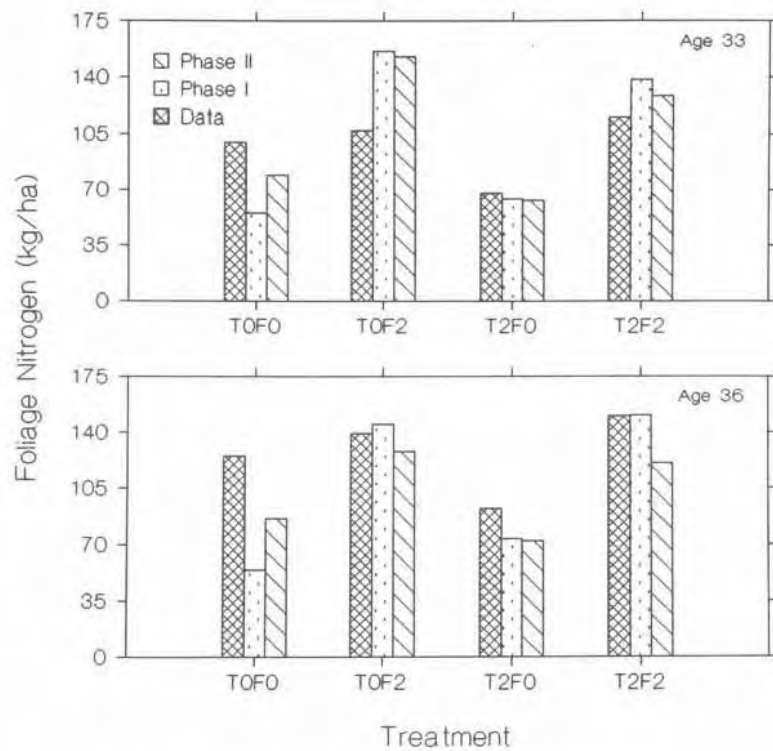 175
140
105
70
35
0
Age 33
Phase II
Phase I
Data
T0F0 T0F2 T2F0 T2F2
Foliage Nitrogen (kg/ha)
175
140
105
70
35
0
Age 36
T0F0 T0F2 T2F0 T2F2
Treatment